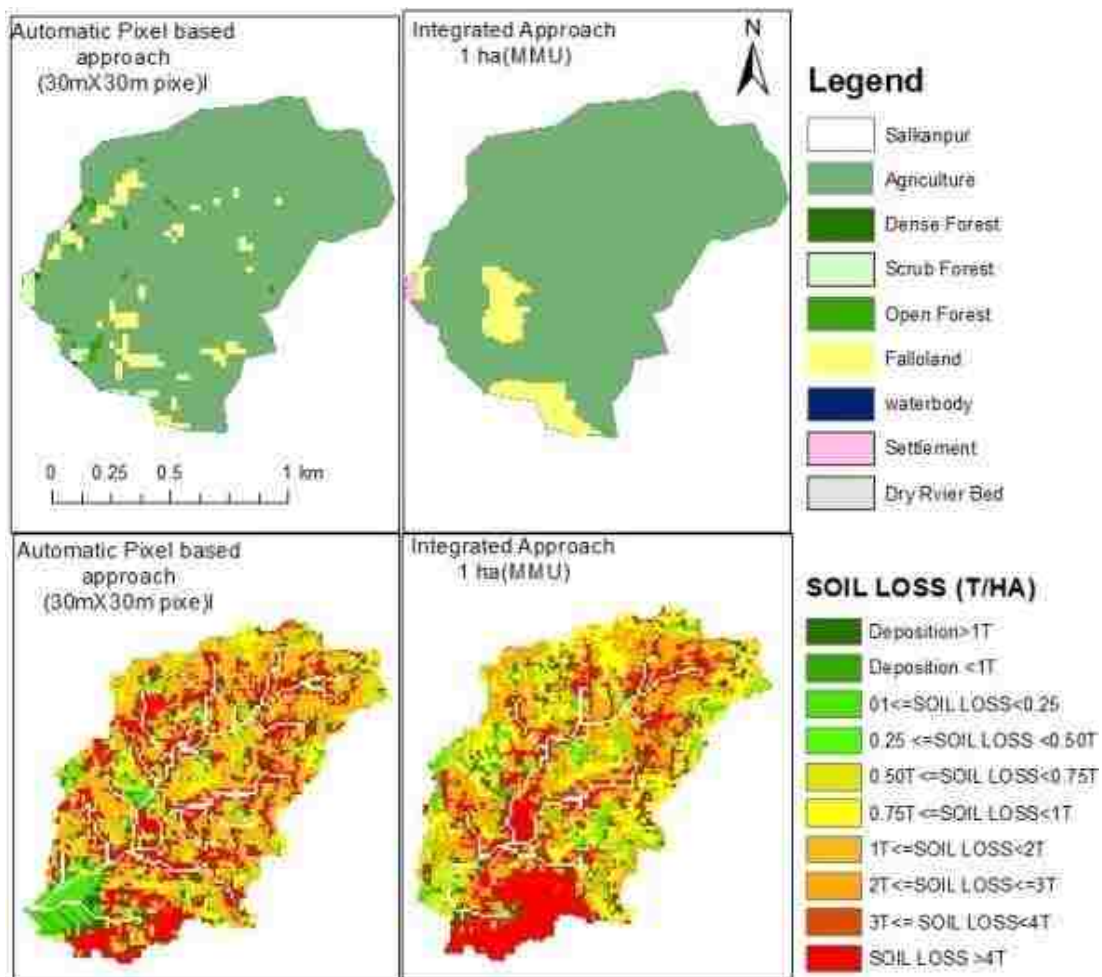 Automatic Pixel based
approach
(30mX30m pixe)l
Integrated Approach
1 ha(MMU)
N
Legend
Salkanpur
Agriculture
Dense Forest
Scrub Forest
Open Forest
Falloland
waterbody
Settlement
Dry Rvier Bed
0 0.25 0.5 1 km
Automatic Pixel based
approach
(30mX30m pixe)l
Integrated Approach
1 ha(MMU)
SOIL LOSS (T/HA)
Deposition>1T
Deposition <1T
01<=SOIL LOSS<0.25
0.25 <=SOIL LOSS <0.50T
0.50T <=SOIL LOSS<0.75T
0.75T <=SOIL LOSS<1T
1T<=SOIL LOSS<2T
2T<=SOIL LOSS<=3T
3T<= SOIL LOSS<4T
SOIL LOSS >4T